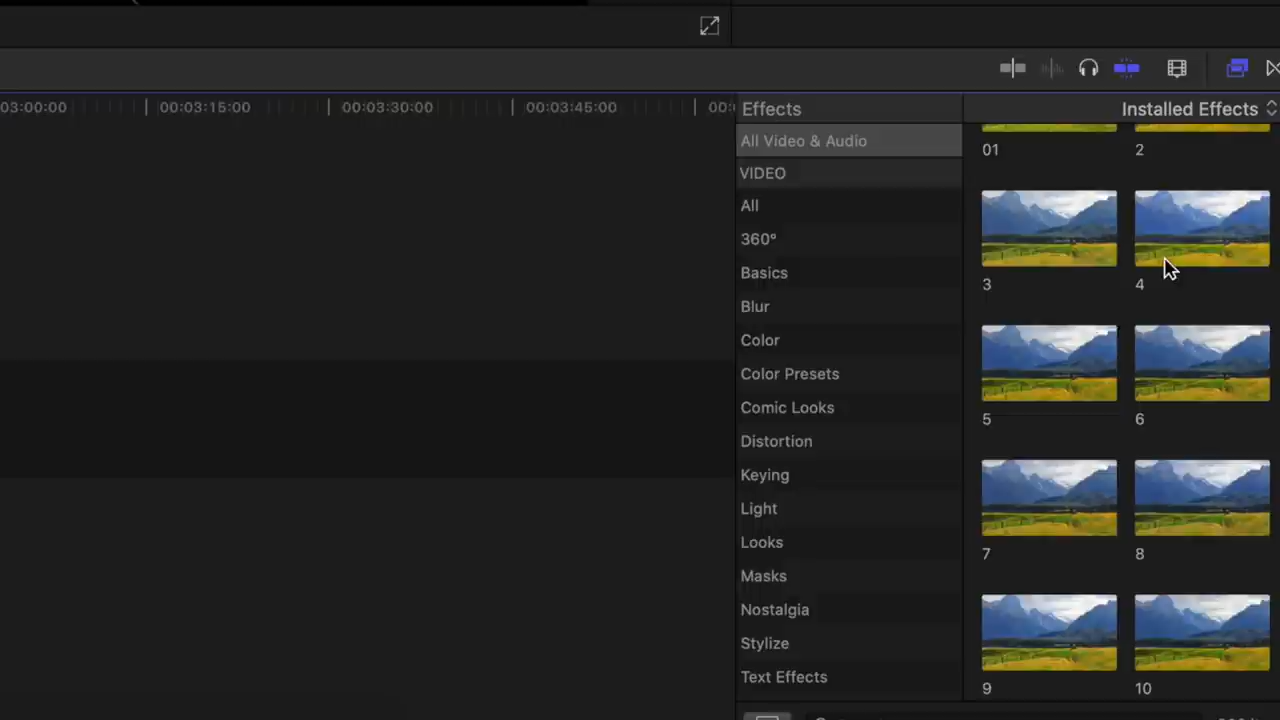 03:00:00
00:03:15:00
00:03:30:00
00:03:45:00
00:
Effects
Installed Effects
All Video & Audio
VIDEO
All
360°
Basics
Blur
Color
Color Presets
Comic Looks
Distortion
Keying
Light
Looks
Masks
Nostalgia
Stylize
Text Effects
01
2
3
4
5
6
7
8
9
10